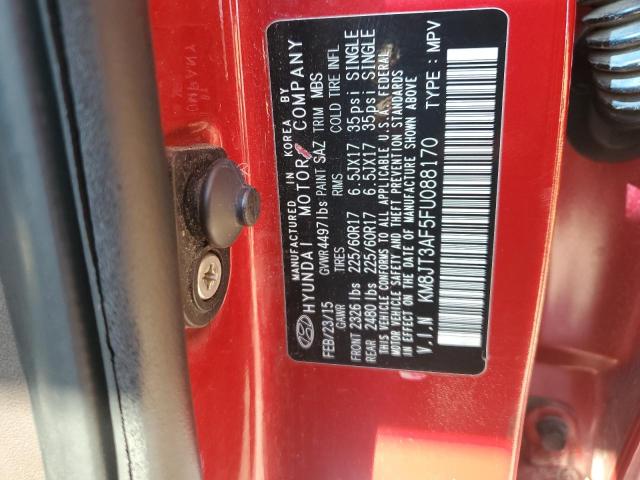 MANUFACTURED IN KOREA BY
HYUNDAI MOTOR COMPANY
FEB/23/15 GVWR 4497 lbs PAINT SAZ TRIM MBS
GAWR TIRES RIMS COLD TIRE INFL
FRONT 2326 lbs 225/60R17 6.5JX17 35psi SINGLE
REAR 2480 lbs 225/60R17 6.5JX17 35psi SINGLE
THIS VEHICLE CONFORMS TO ALL APPLICABLE U.S.A. FEDERAL
MOTOR VEHICLE SAFETY AND BUMPER STANDARDS
IN EFFECT ON THE DATE OF MANUFACTURE SHOWN ABOVE
V.I.N KM8JT3AF5FU088170 TYPE : MPV